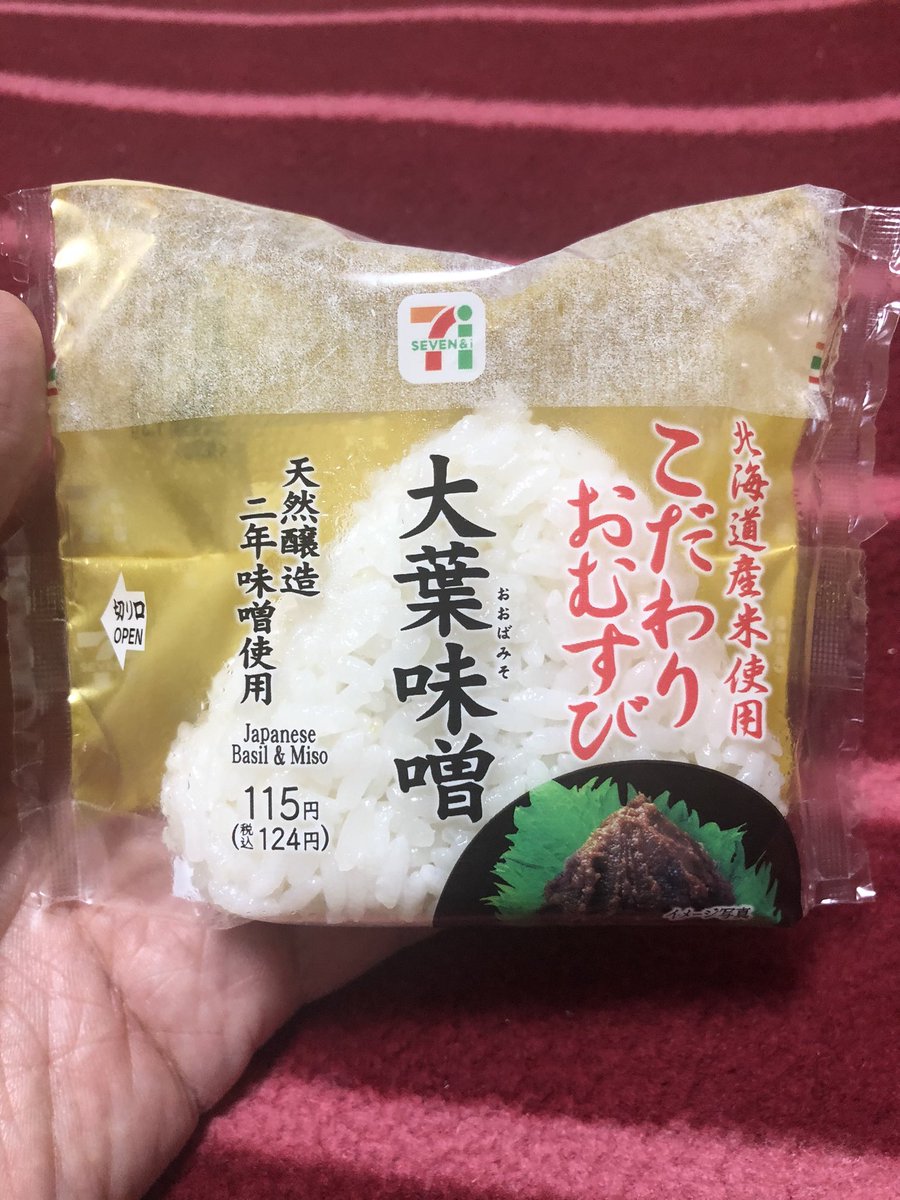 7i
SEVEN&i
北海道産米使用
こだわり
おむすび
大葉味噌
おおばみそ
天然醸造
二年味噌使用
Japanese
Basil & Miso
115円
(税込124円)
切り口
OPEN
イメージ写真